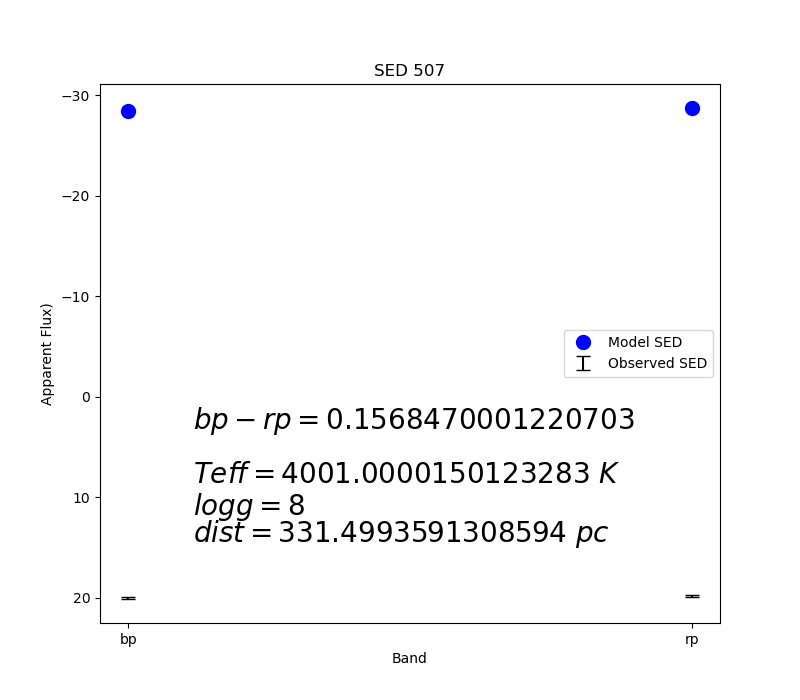 SED 507
−30
−20
−10
0
10
20
Apparent Flux)
Model SED
Observed SED
bp − rp = 0.1568470001220703
Teff = 4001.0000150123283 K
logg = 8
dist = 331.4993591308594 pc
bp
rp
Band